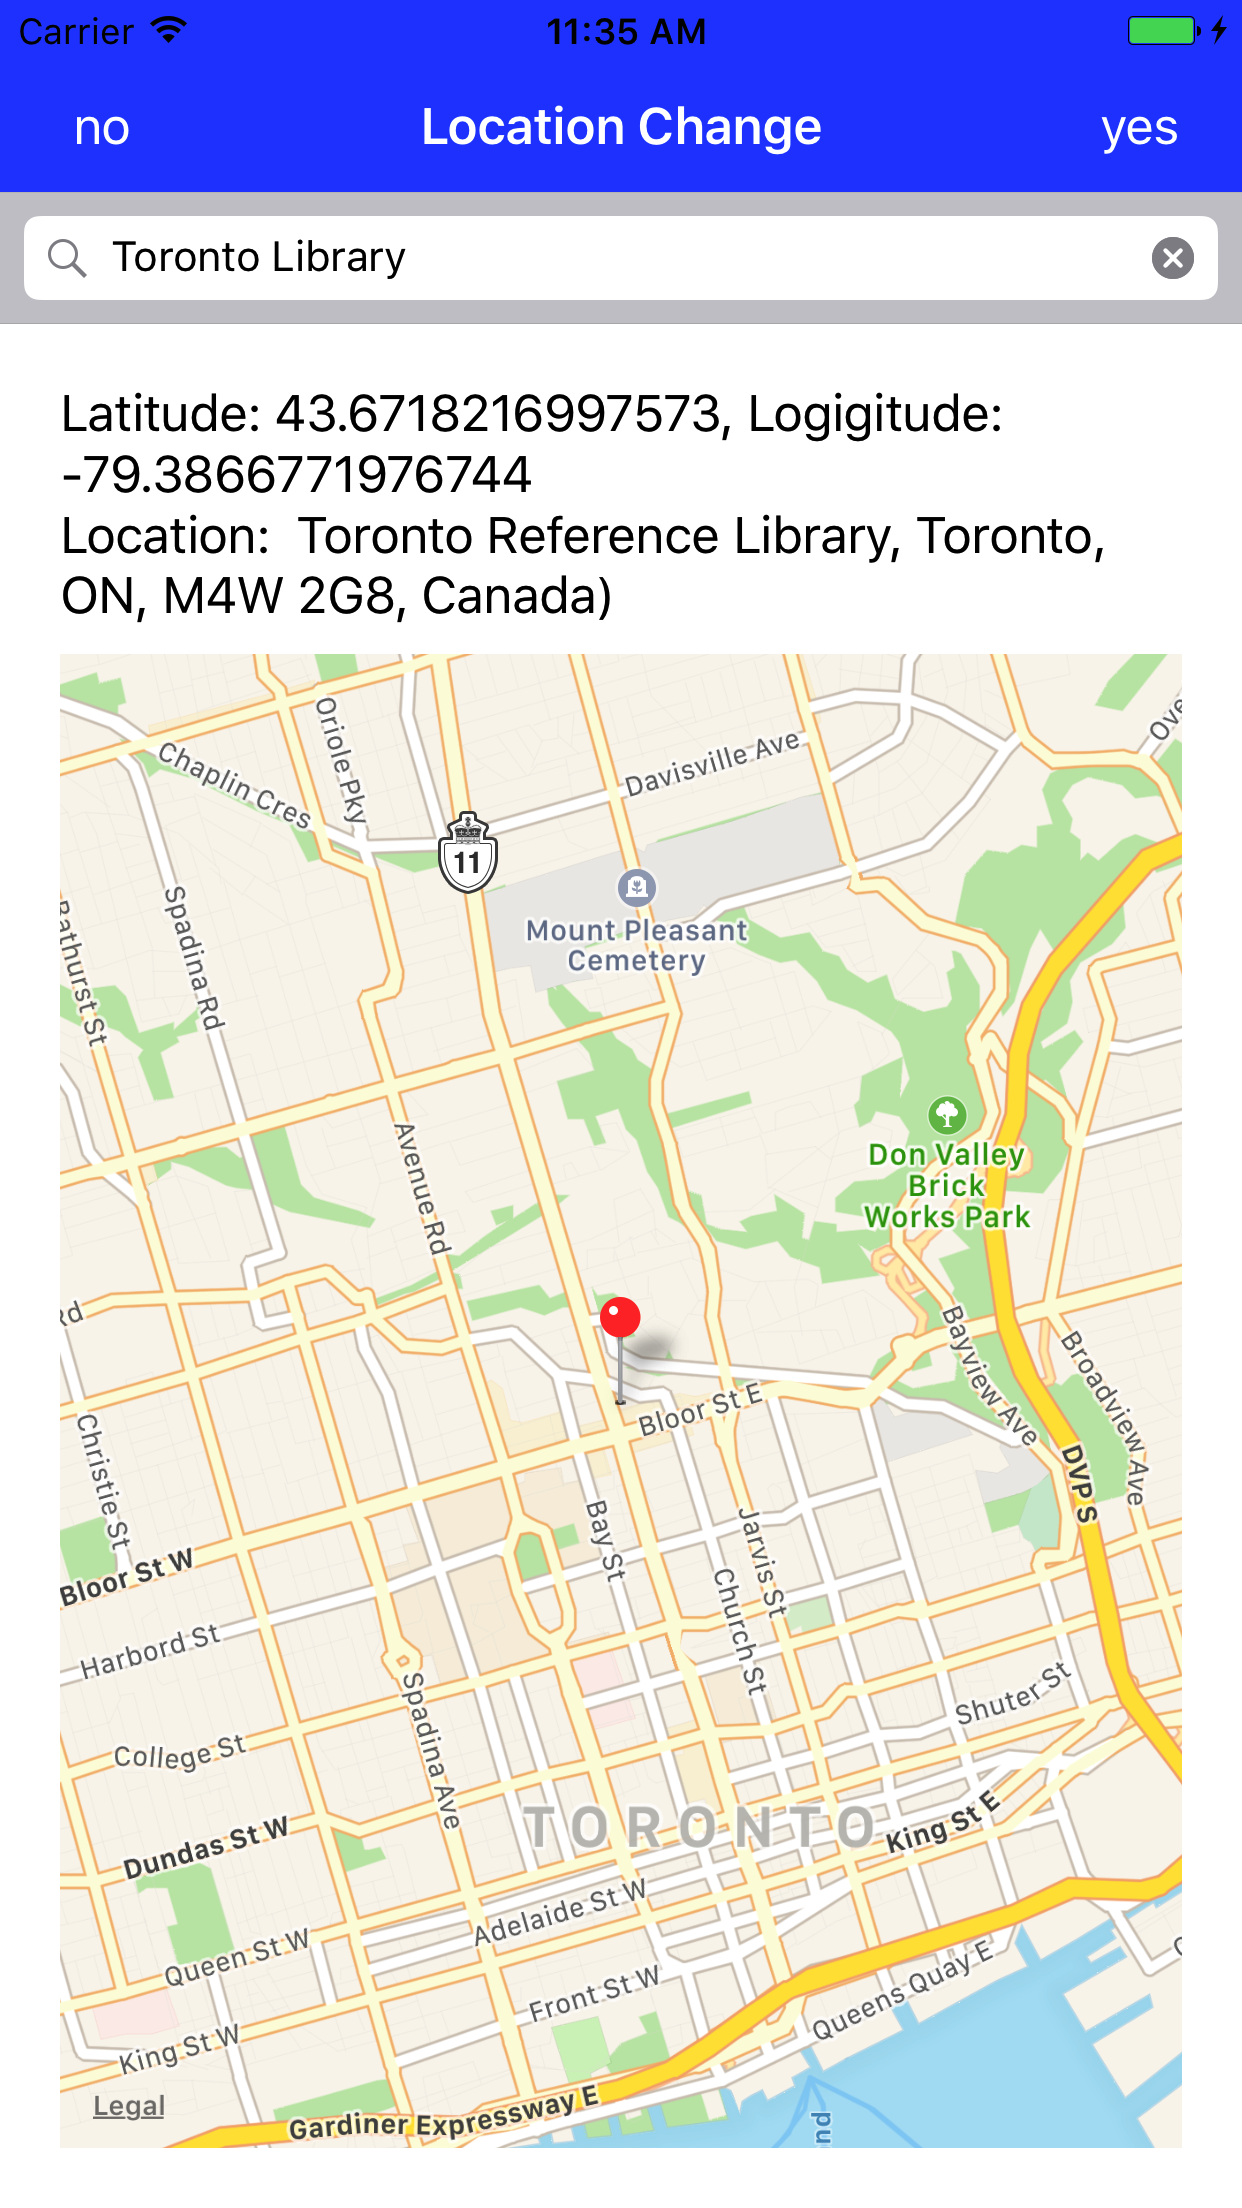 Carrier 11:35 AM
no Location Change yes
Toronto Library
Latitude: 43.6718216997573, Logigitude:
-79.3866771976744
Location:  Toronto Reference Library, Toronto,
ON, M4W 2G8, Canada)
Ove
Oriole Pky
Davisville Ave
Chaplin Cres
11
Mount Pleasant
Cemetery
Spadina Rd
Bathurst St
Don Valley
Brick
Works Park
Avenue Rd
Rd
Bayview Ave
Broadview Ave
Bloor St E
Christie St
DVP S
Bay St
Jarvis St
Church St
Bloor St W
Harbord St
Spadina Ave
Shuter St
College St
TORONTO
King St E
Dundas St W
Adelaide St W
Queen St W
Front St W
Queens Quay E
King St W
Legal
Gardiner Expressway E
nd